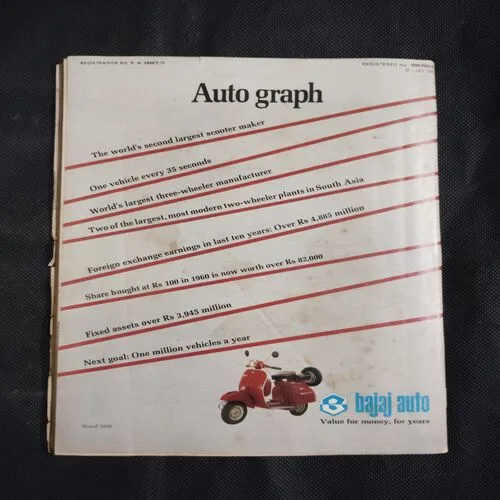 REGISTRATION NO.
REGISTERED No.
Auto graph
The world's second largest scooter maker
One vehicle every 35 seconds
World's largest three-wheeler manufacturer
Two of the largest, most modern two-wheeler plants in South Asia
Foreign exchange earnings in last ten years: Over Rs 4,885 million
Share bought at Rs 100 in 1960 is now worth over Rs 82,000
Fixed assets over Rs 3,945 million
Next goal: One million vehicles a year
bajaj auto
Value for money, for years